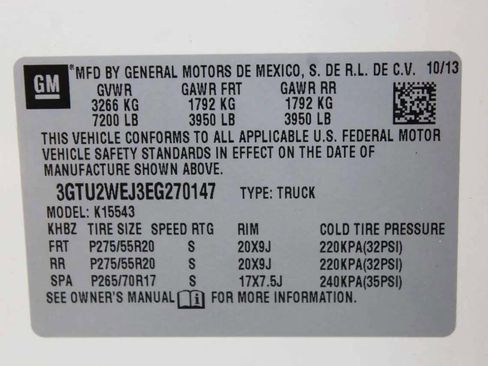 GM MFD BY GENERAL MOTORS DE MEXICO, S. DE R.L. DE C.V. 10/13
GVWR GAWR FRT GAWR RR
3266 KG 1792 KG 1792 KG
7200 LB 3950 LB 3950 LB
THIS VEHICLE CONFORMS TO ALL APPLICABLE U.S. FEDERAL MOTOR
VEHICLE SAFETY STANDARDS IN EFFECT ON THE DATE OF
MANUFACTURE SHOWN ABOVE.
3GTU2WEJ3EG270147 TYPE: TRUCK
MODEL: K15543
KHBZ TIRE SIZE SPEED RTG RIM COLD TIRE PRESSURE
FRT P275/55R20 S 20X9J 220KPA(32PSI)
RR P275/55R20 S 20X9J 220KPA(32PSI)
SPA P265/70R17 S 17X7.5J 240KPA(35PSI)
SEE OWNER'S MANUAL FOR MORE INFORMATION.